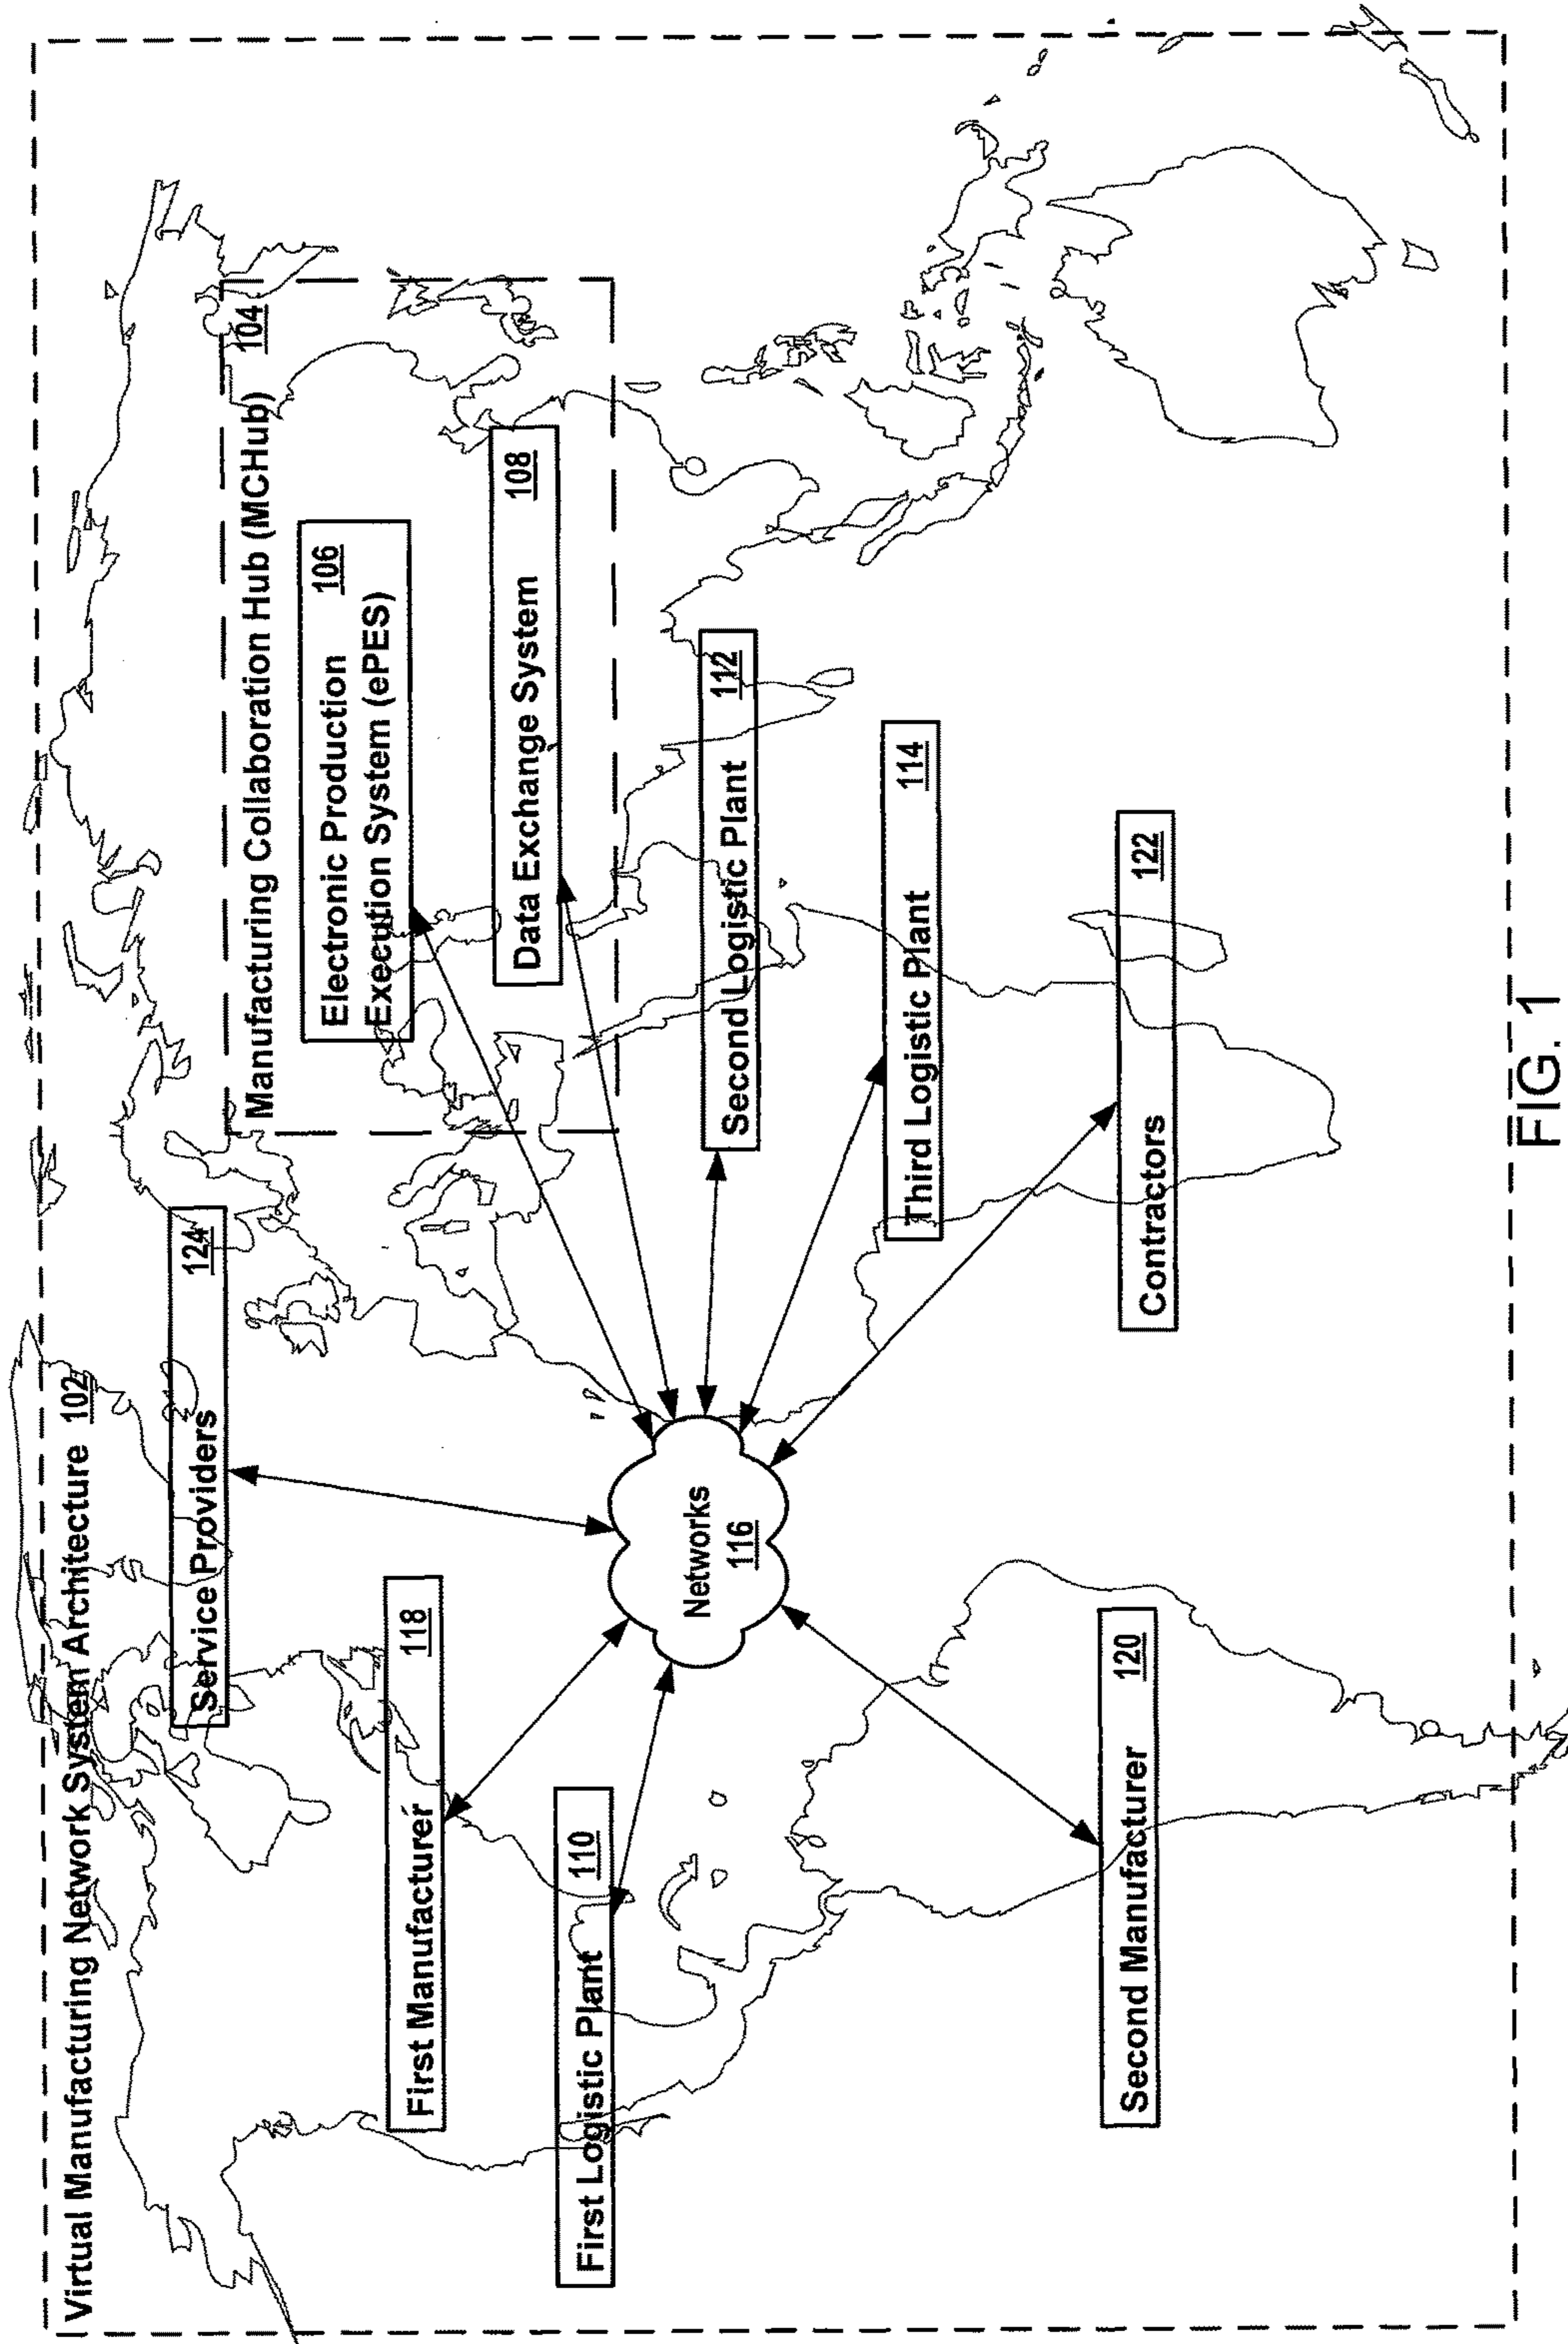 Virtual Manufacturing Network System Architecture 102
Service Providers 124
Manufacturing Collaboration Hub (MCHub) 104
Electronic Production 106
Execution System (ePES)
First Manufacturer 118
Data Exchange System 108
First Logistic Plant 110
Networks
116
Second Logistic Plant 112
Third Logistic Plant 114
Second Manufacturer 120
Contractors 122
FIG. 1